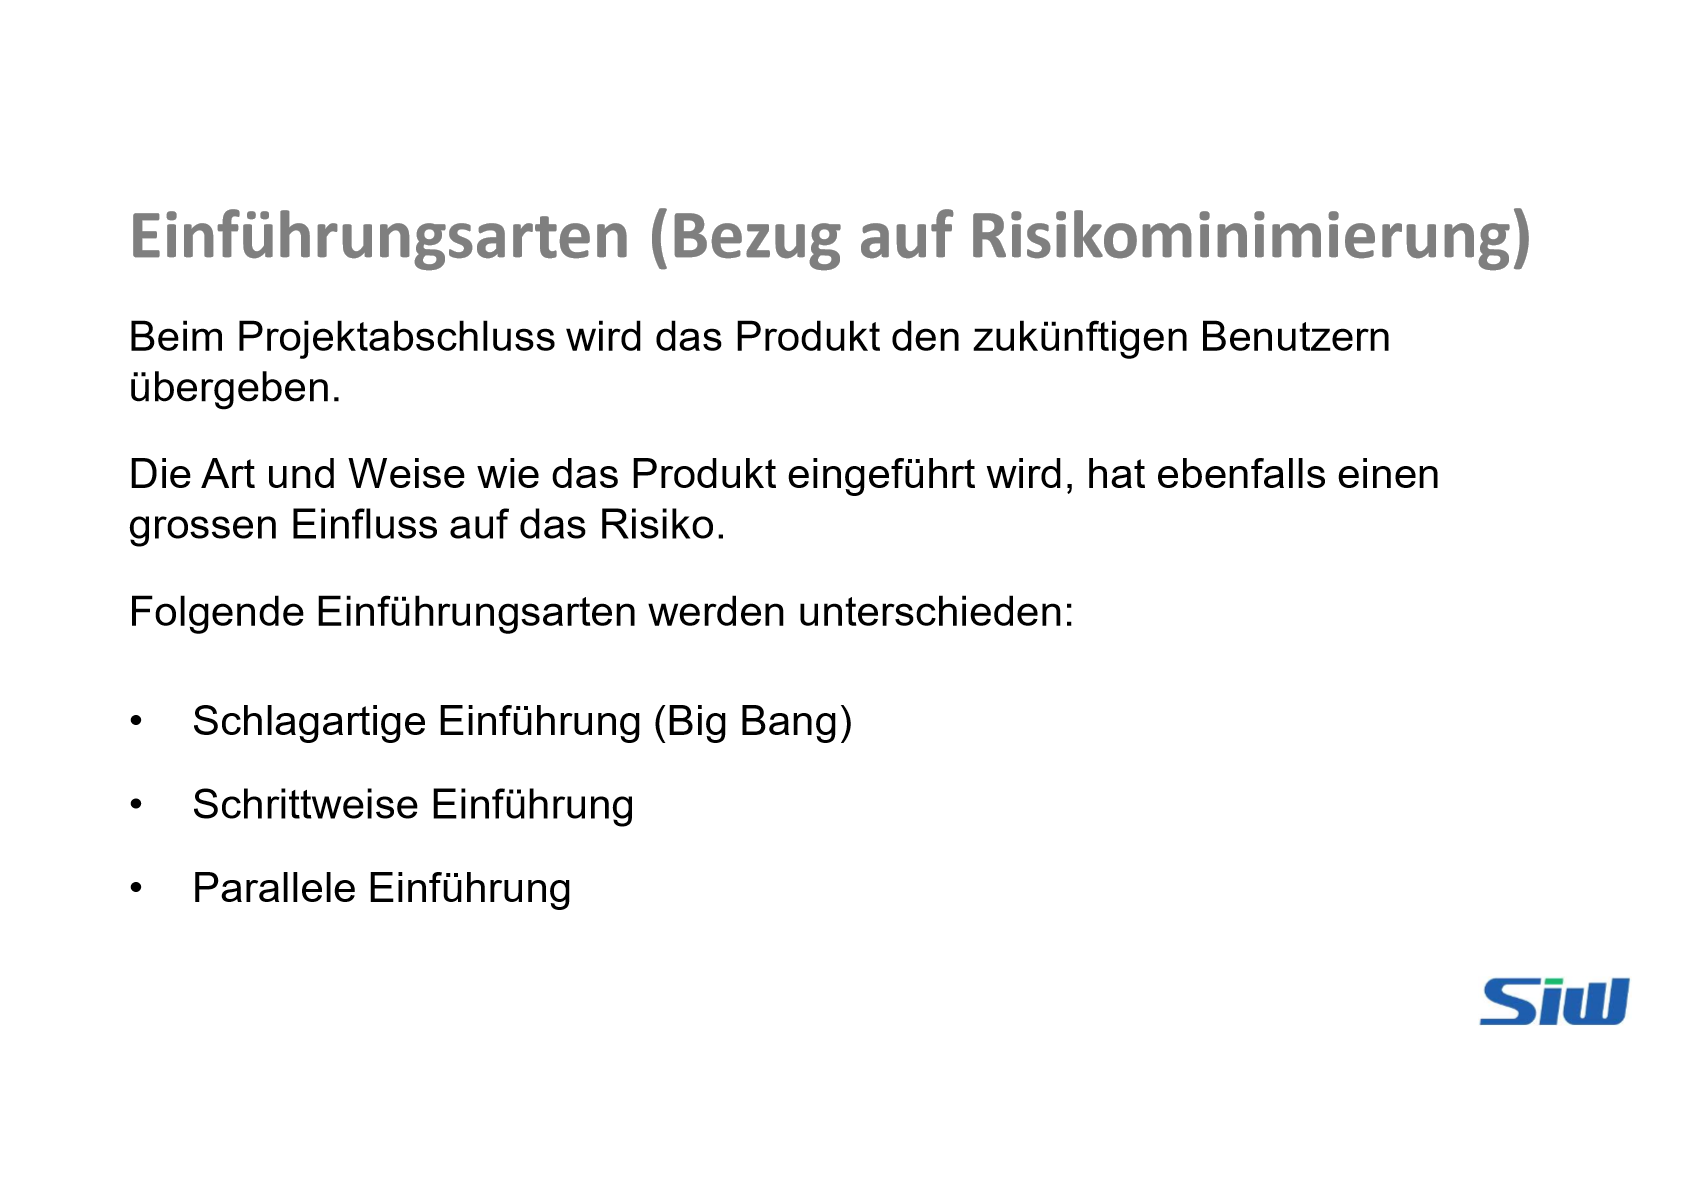 Einführungsarten (Bezug auf Risikominimierung)
Beim Projektabschluss wird das Produkt den zukünftigen Benutzern
übergeben.
Die Art und Weise wie das Produkt eingeführt wird, hat ebenfalls einen
grossen Einfluss auf das Risiko.
Folgende Einführungsarten werden unterschieden:
• Schlagartige Einführung (Big Bang)
• Schrittweise Einführung
• Parallele Einführung
Siw